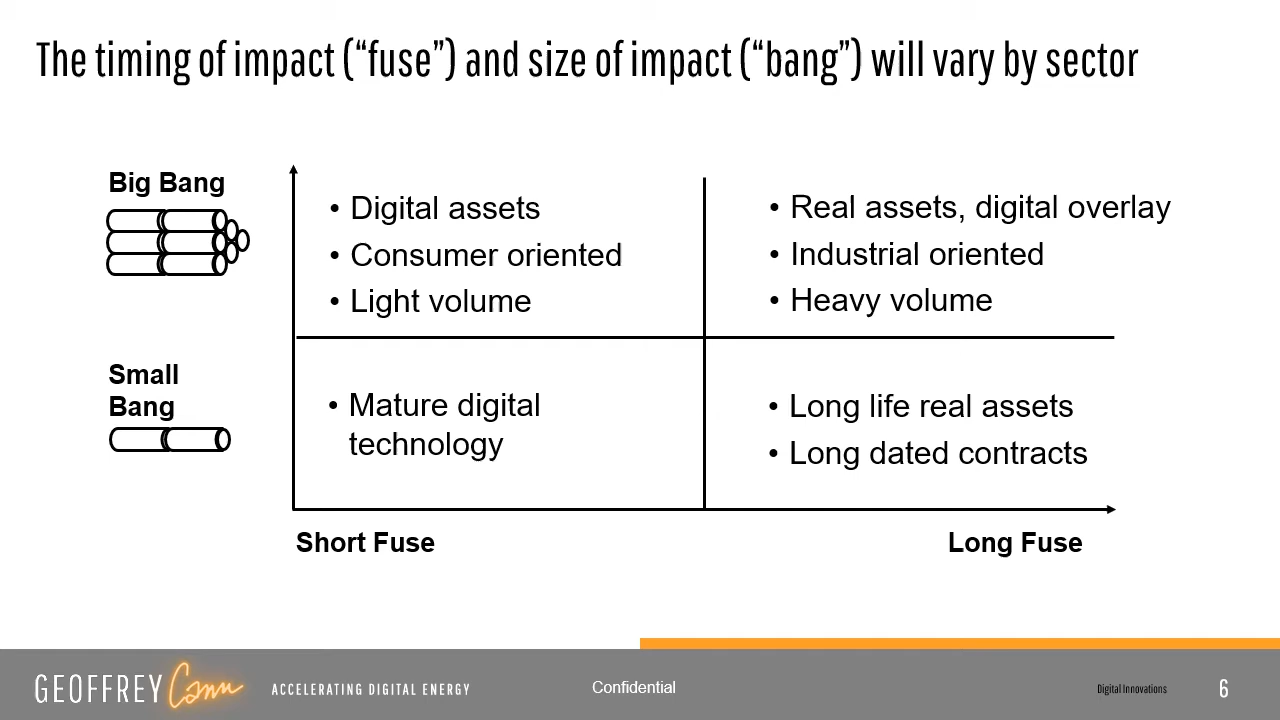 The timing of impact (“fuse”) and size of impact (“bang”) will vary by sector
Big Bang
• Digital assets
• Consumer oriented
• Light volume
• Real assets, digital overlay
• Industrial oriented
• Heavy volume
Small
Bang
• Mature digital
technology
• Long life real assets
• Long dated contracts
Short Fuse
Long Fuse
GEOFFREY Cann
ACCELERATING DIGITAL ENERGY
Confidential
Digital Innovations
6